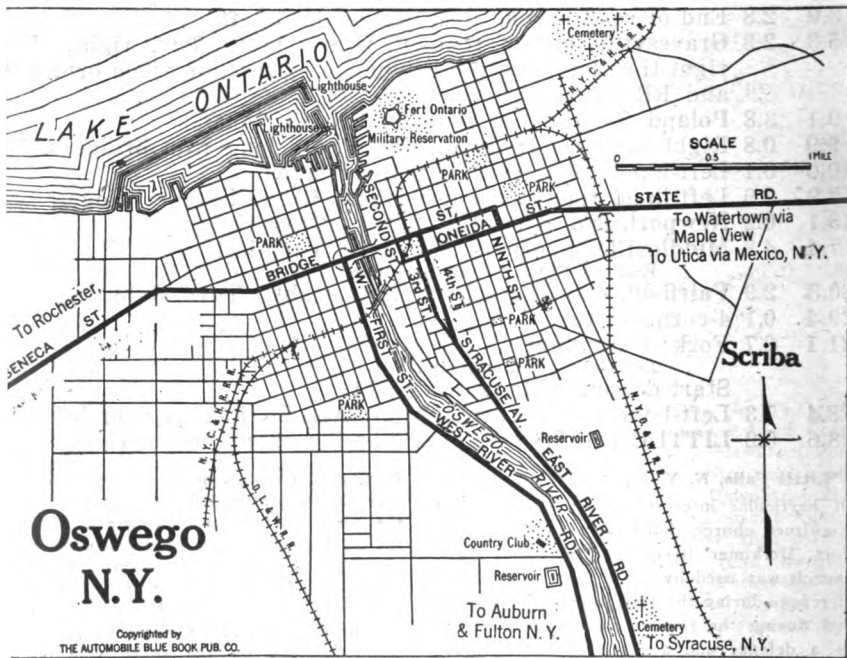 Cemetery
N.Y.C.& H.R.R.R.
LAKE ONTARIO
Lighthouse
Lighthouse
Fort Ontario
Military Reservation
SCALE
0 0.5 1 MILE
PARK
PARK
STATE RD.
SECOND ST.
ST.
ONEIDA ST.
To Watertown via
Maple View
To Utica via Mexico, N.Y.
PARK
BRIDGE
NINTH ST.
3rd ST.
4th ST.
To Rochester,
SENECA ST.
W. FIRST ST.
PARK
PARK
PARK
SYRACUSE AV.
Scriba
N.Y.C. & H.R.R.R.
D.L.& W.R.R.
N.Y.O.& W.R.R.
OSWEGO RIVER
WEST RIVER RD.
EAST RIVER RD.
Reservoir
Oswego
N.Y.
Country Club
Reservoir
To Auburn
& Fulton N.Y.
Cemetery
To Syracuse, N.Y.
Copyrighted by
THE AUTOMOBILE BLUE BOOK PUB. CO.